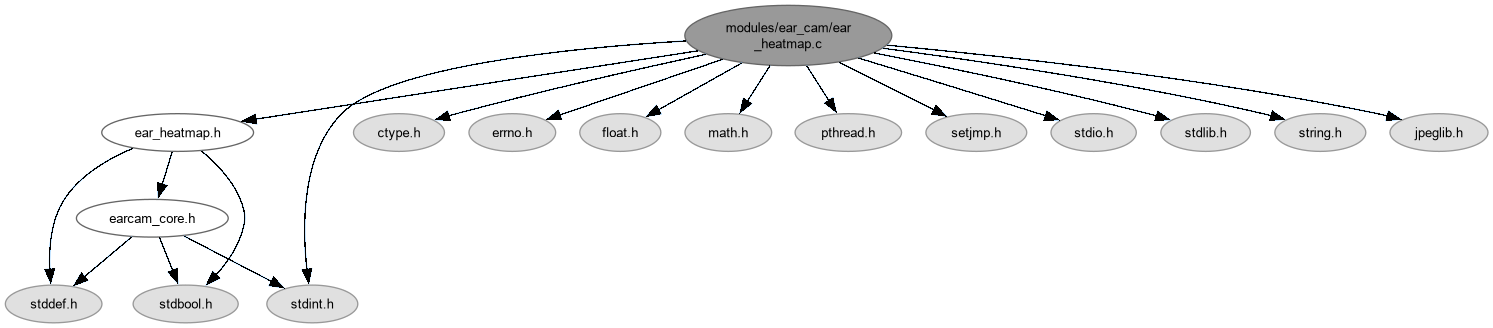 modules/ear_cam/ear
_heatmap.c
ear_heatmap.h
ctype.h
errno.h
float.h
math.h
pthread.h
setjmp.h
stdio.h
stdlib.h
string.h
jpeglib.h
earcam_core.h
stddef.h
stdbool.h
stdint.h